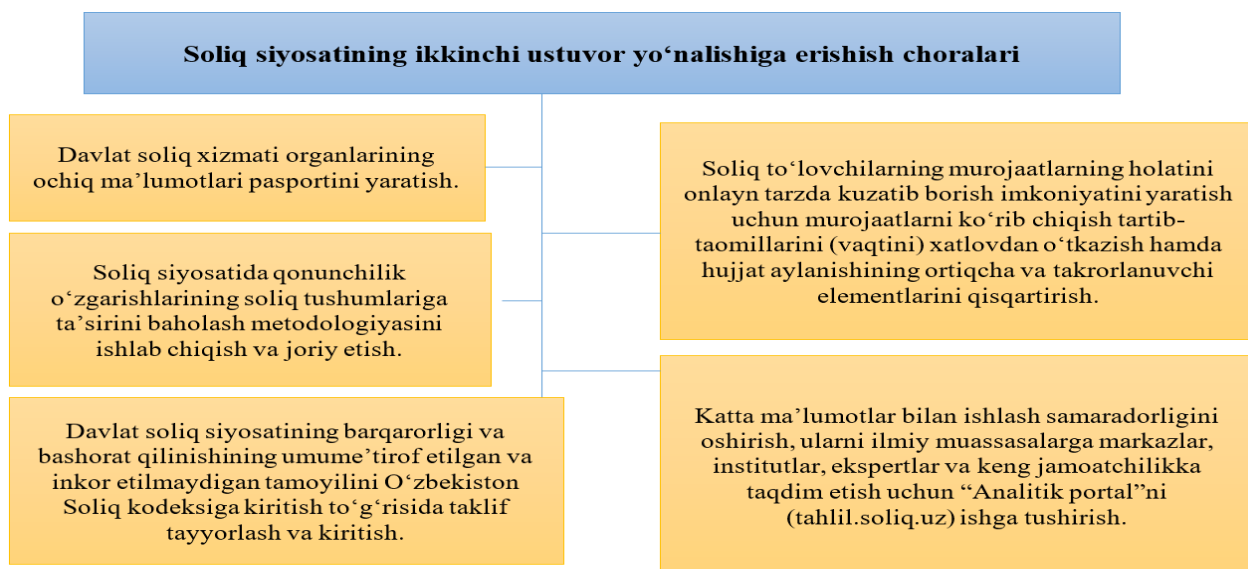 Soliq siyosatining ikkinchi ustuvor yo‘nalishiga erishish choralari
Davlat soliq xizmati organlarining
ochiq ma’lumotlari pasportini yaratish.
Soliq siyosatida qonunchilik
o‘zgarishlarining soliq tushumlariga
ta’sirini baholash metodologiyasini
ishlab chiqish va joriy etish.
Davlat soliq siyosatining barqarorligi va
bashorat qilinishining umume’tirof etilgan va
inkor etilmaydigan tamoyilini O‘zbekiston
Soliq kodeksiga kiritish to‘g‘risida taklif
tayyorlash va kiritish.
Soliq to‘lovchilarning murojaatlarning holatini
onlayn tarzda kuzatib borish imkoniyatini yaratish
uchun murojaatlarni ko‘rib chiqish tartib-
taomillarini (vaqtini) xatlovdan o‘tkazish hamda
hujjat aylanishining ortiqcha va takrorlanuvchi
elementlarini qisqartirish.
Katta ma’lumotlar bilan ishlash samaradorligini
oshirish, ularni ilmiy muassasalarga markazlar,
institutlar, ekspertlar va keng jamoatchilikka
taqdim etish uchun “Analitik portal”ni
(tahlil.soliq.uz) ishga tushirish.